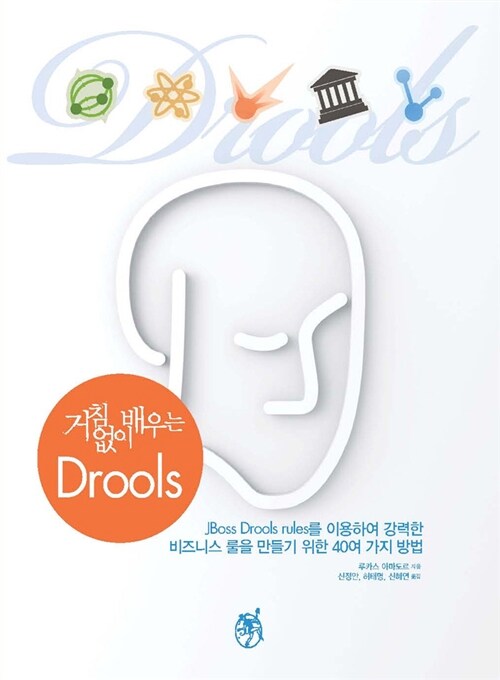 Drools
거침없이 배우는
Drools
JBoss Drools rules를 이용하여 강력한
비즈니스 룰을 만들기 위한 40여 가지 방법
루카스 아마도르 지음
신정안, 허태명, 신혜연 옮김